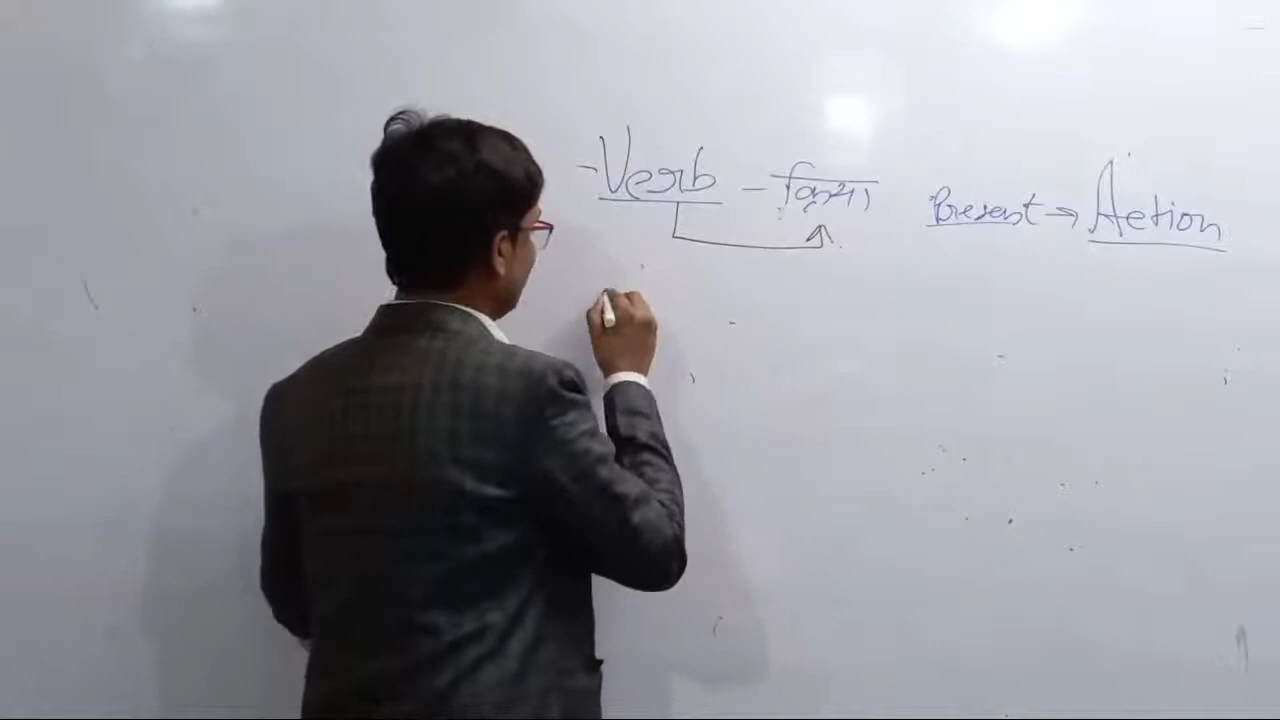 -Verb - क्रिया Present → Action